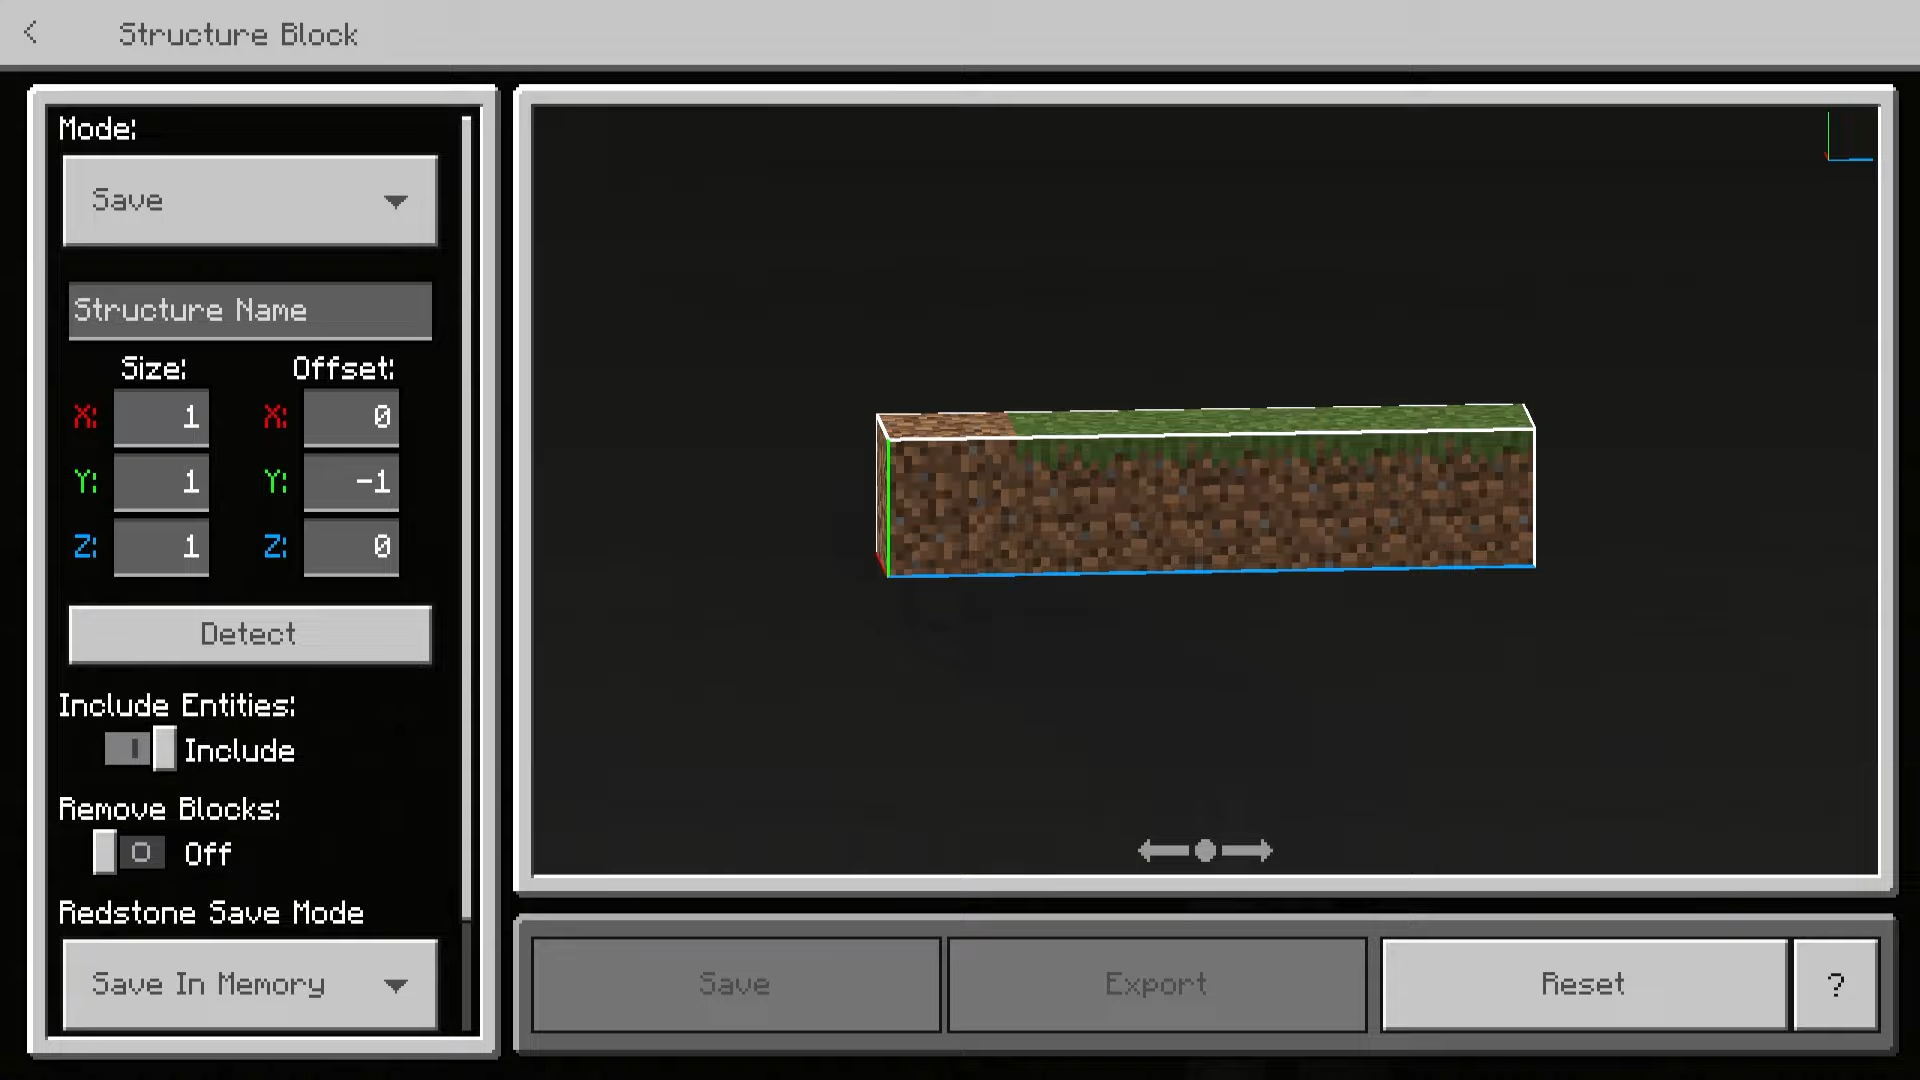 Structure Block
Mode:
Save
Structure Name
Size: Offset:
X: 1 X: 0
Y: 1 Y: -1
Z: 1 Z: 0
Detect
Include Entities:
Include
Remove Blocks:
Off
Redstone Save Mode
Save In Memory
Save Export Reset ?